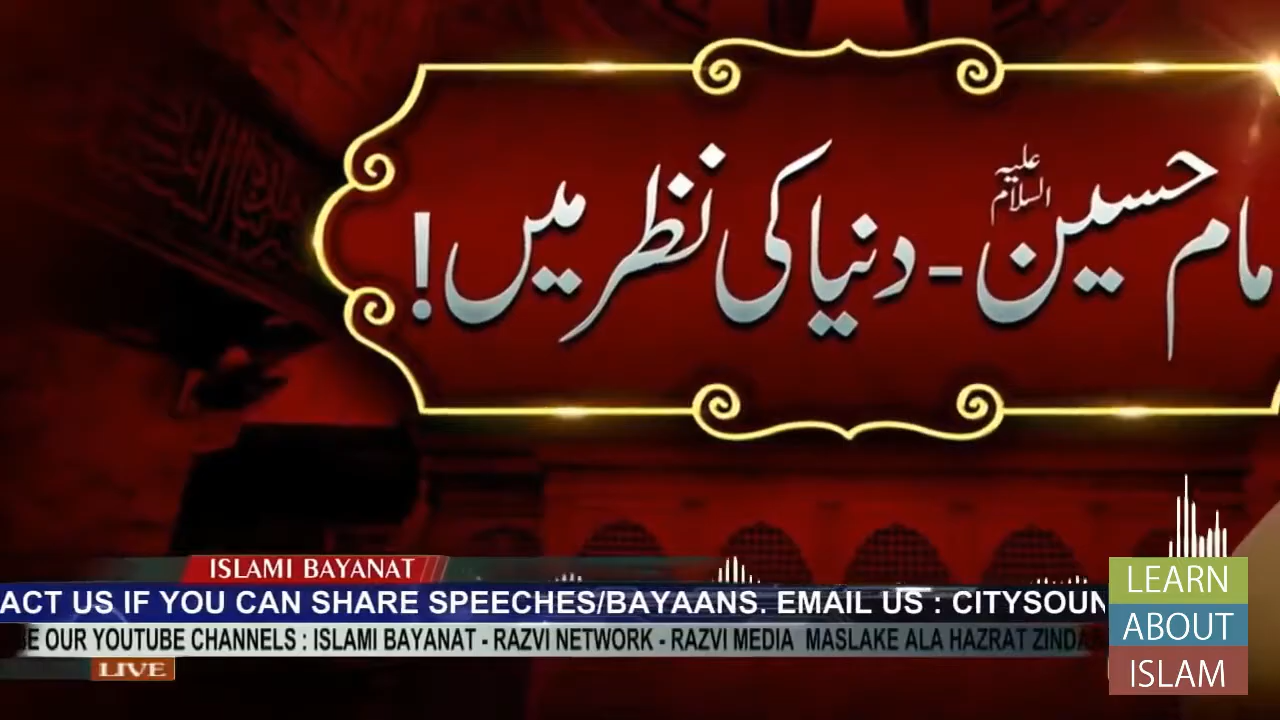 مام حسین علیہ السلام - دنیا کی نظر میں!
ISLAMI BAYANAT
ACT US IF YOU CAN SHARE SPEECHES/BAYAANS. EMAIL US : CITYSOUN
E OUR YOUTUBE CHANNELS : ISLAMI BAYANAT - RAZVI NETWORK - RAZVI MEDIA MASLAKE ALA HAZRAT ZINDA
LIVE
LEARN
ABOUT
ISLAM